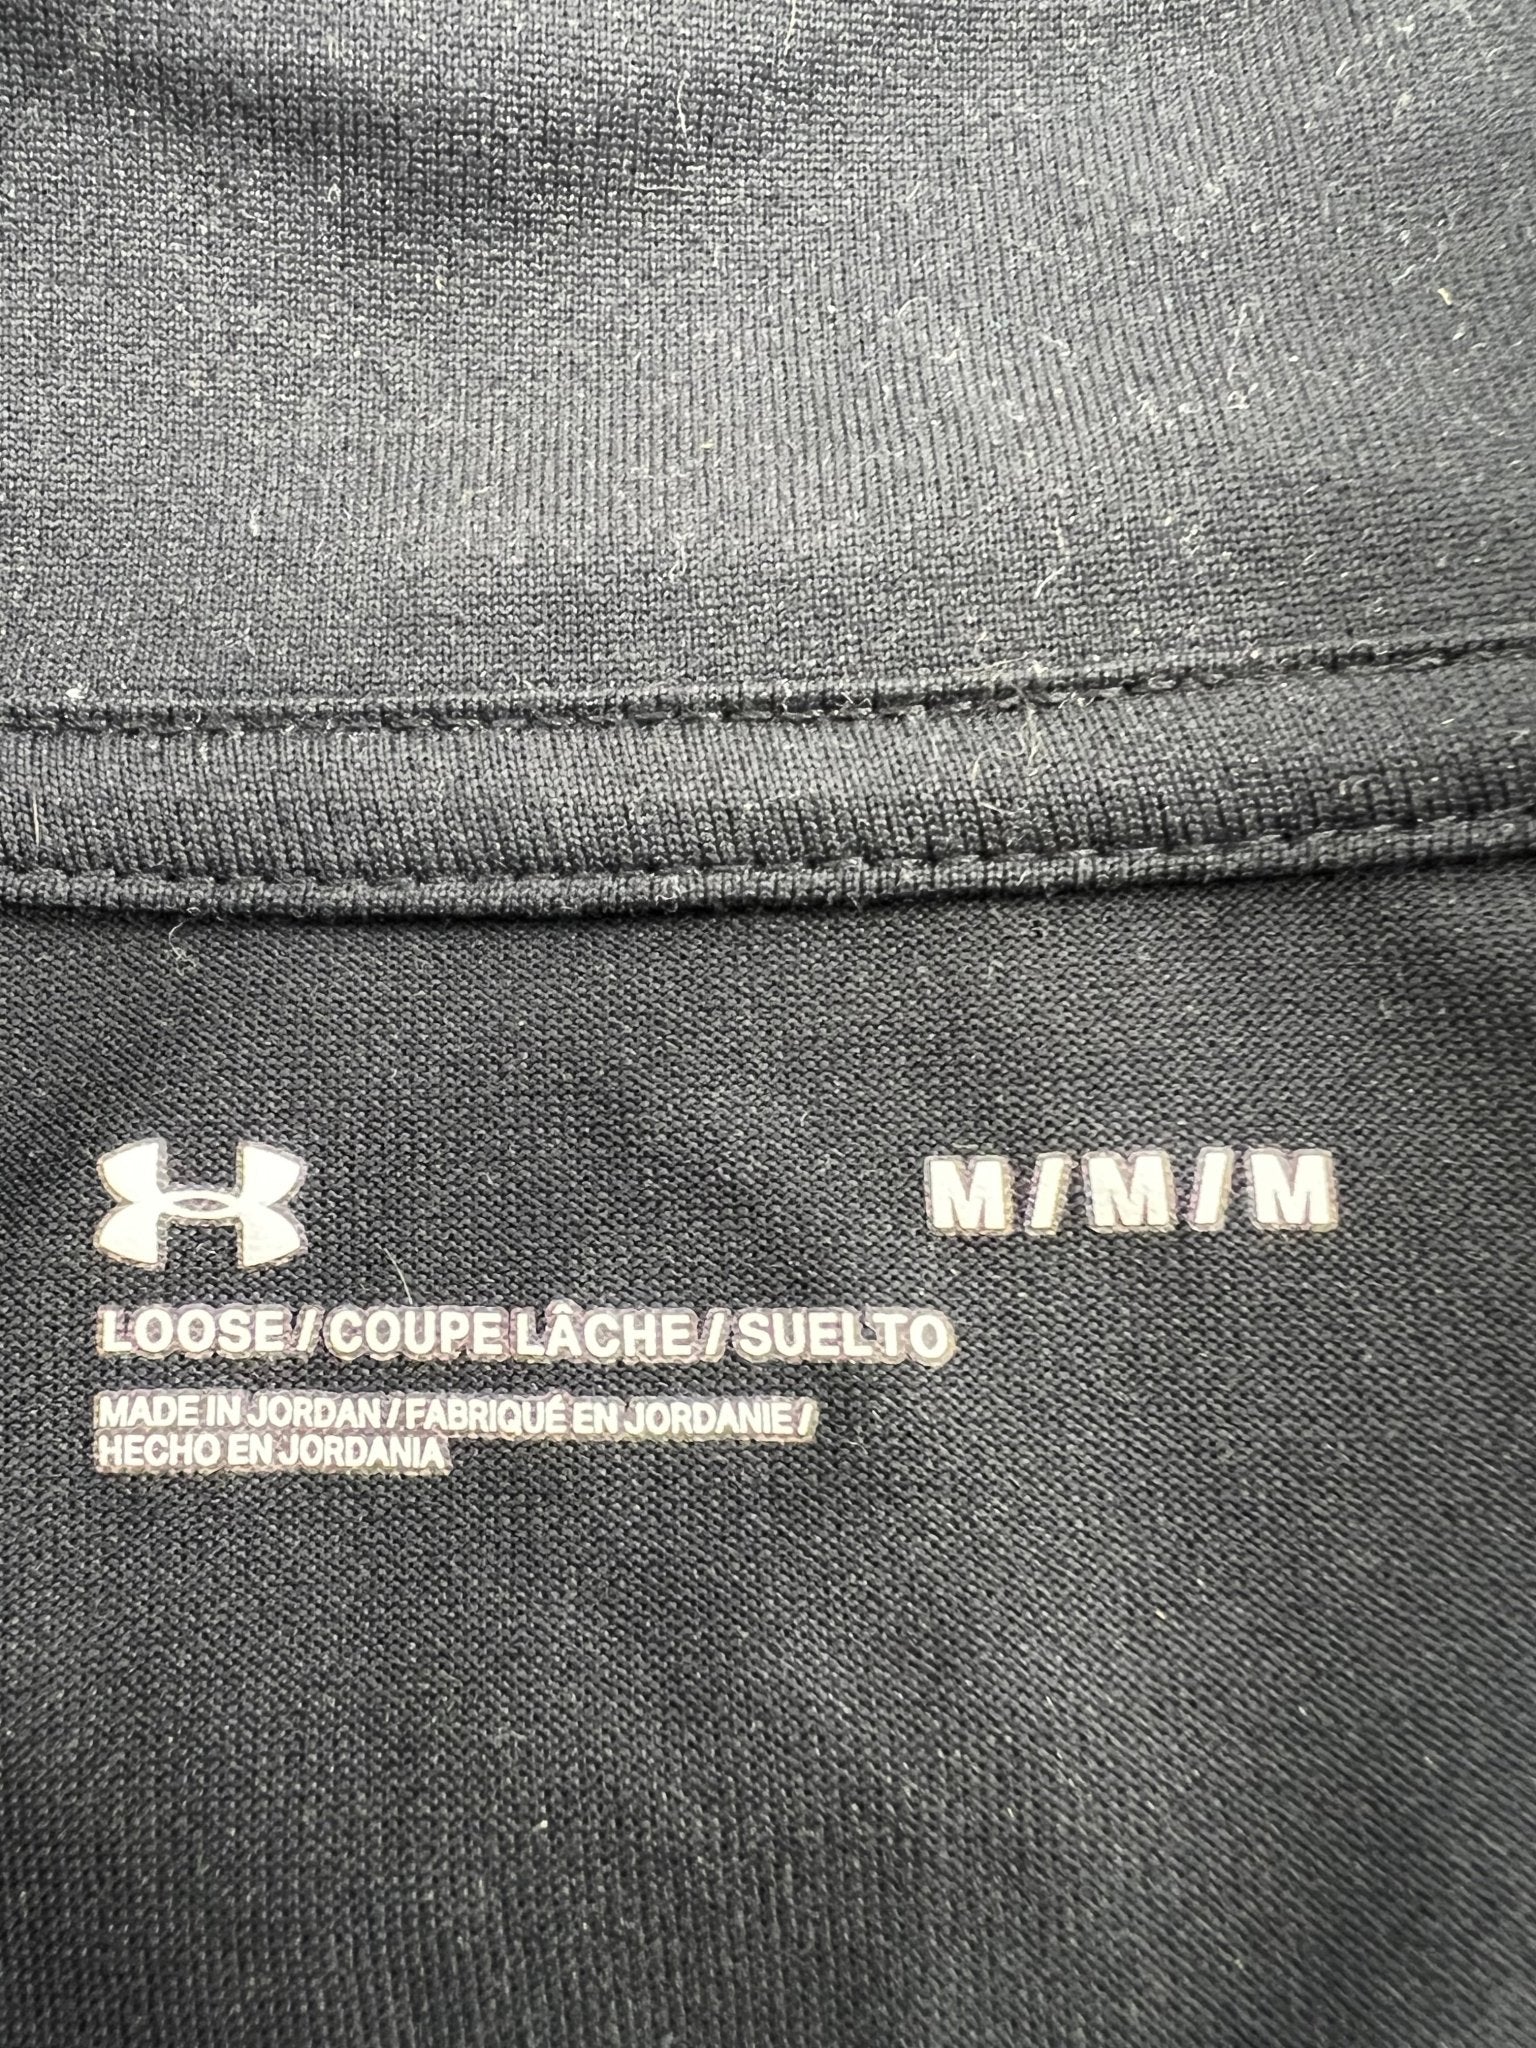 M/M/M
LOOSE / COUPE LÂCHE / SUELTO
MADE IN JORDAN / FABRIQUÉ EN JORDANIE /
HECHO EN JORDANIA